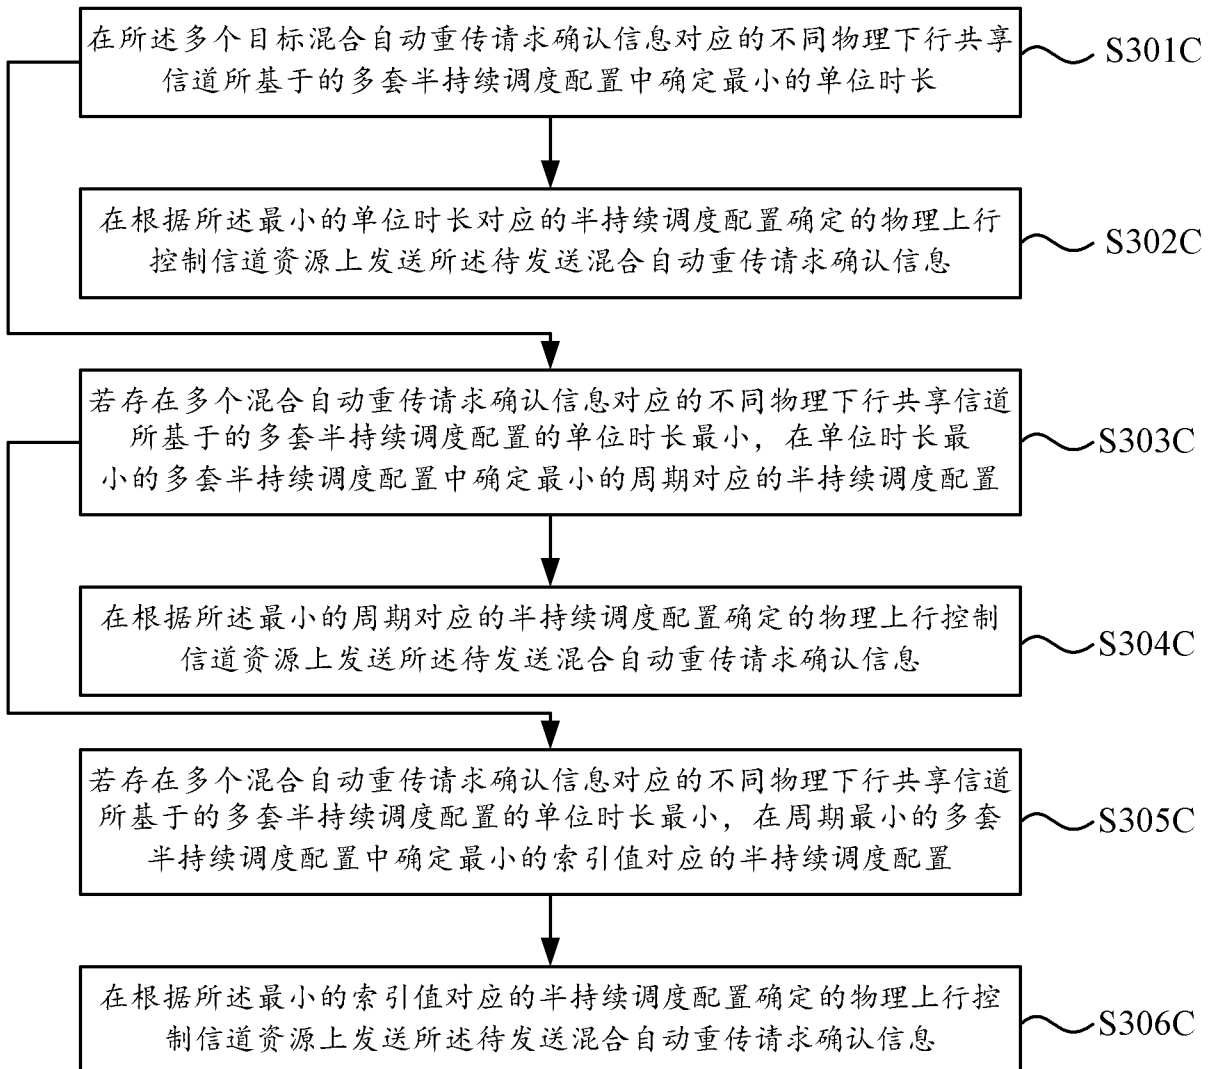 在所述多个目标混合自动重传请求确认信息对应的不同物理下行共享
信道所基于的多套半持续调度配置中确定最小的单位时长
S301C
在根据所述最小的单位时长对应的半持续调度配置确定的物理上行
控制信道资源上发送所述待发送混合自动重传请求确认信息
S302C
若存在多个混合自动重传请求确认信息对应的不同物理下行共享信道
所基于的多套半持续调度配置的单位时长最小，在单位时长最
小的多套半持续调度配置中确定最小的周期对应的半持续调度配置
S303C
在根据所述最小的周期对应的半持续调度配置确定的物理上行控制
信道资源上发送所述待发送混合自动重传请求确认信息
S304C
若存在多个混合自动重传请求确认信息对应的不同物理下行共享信道
所基于的多套半持续调度配置的单位时长最小，在周期最小的多套
半持续调度配置中确定最小的索引值对应的半持续调度配置
S305C
在根据所述最小的索引值对应的半持续调度配置确定的物理上行控
制信道资源上发送所述待发送混合自动重传请求确认信息
S306C